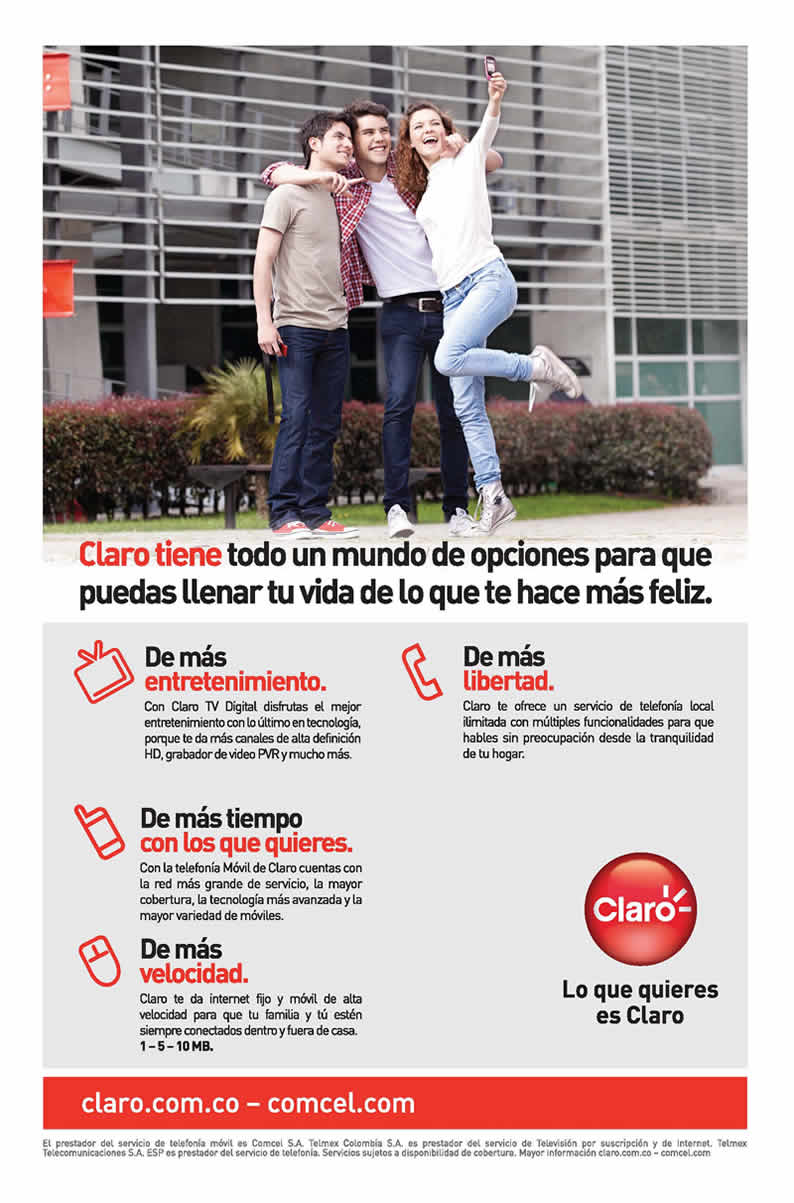 Claro tiene todo un mundo de opciones para que
puedas llenar tu vida de lo que te hace más feliz.
De más
entretenimiento.
Con Claro TV Digital disfrutas el mejor
entretenimiento con lo último en tecnología,
porque te da más canales de alta definición
HD, grabador de video PVR y mucho más.
De más
libertad.
Claro te ofrece un servicio de telefonía local
ilimitada con múltiples funcionalidades para que
hables sin preocupación desde la tranquilidad
de tu hogar.
De más tiempo
con los que quieres.
Con la telefonía Móvil de Claro cuentas con
la red más grande de servicio, la mayor
cobertura, la tecnología más avanzada y la
mayor variedad de móviles.
De más
velocidad.
Claro te da internet fijo y móvil de alta
velocidad para que tu familia y tú estén
siempre conectados dentro y fuera de casa.
1 – 5 – 10 MB.
Claro
Lo que quieres
es Claro
claro.com.co – comcel.com
El prestador del servicio de telefonía móvil es Comcel S.A. Telmex Colombia S.A. es prestador del servicio de Televisión por suscripción y de Internet. Telmex
Telecomunicaciones S.A. ESP es prestador del servicio de telefonía. Servicios sujetos a disponibilidad de cobertura. Mayor información claro.com.co – comcel.com